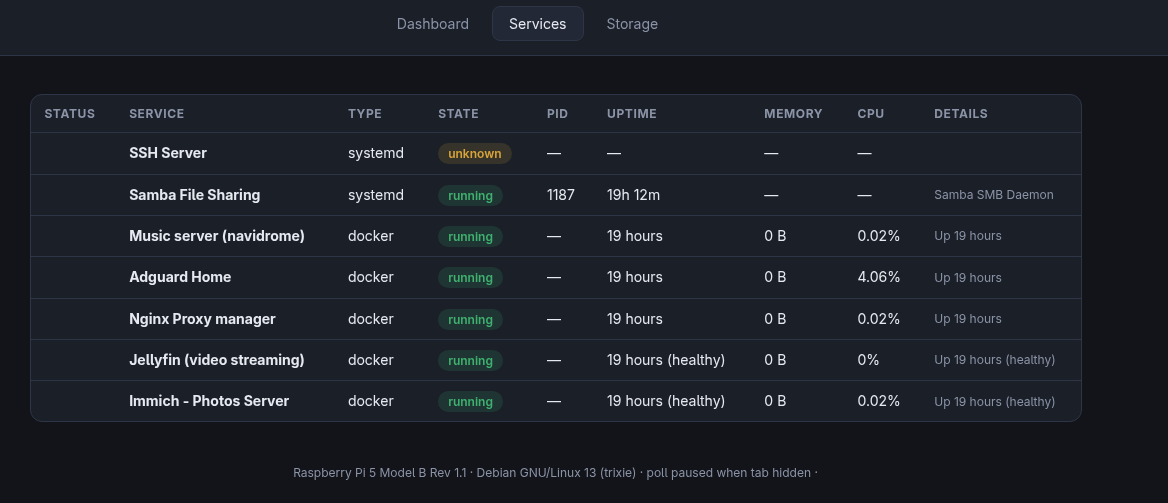 Dashboard Services Storage
STATUS SERVICE TYPE STATE PID UPTIME MEMORY CPU DETAILS
SSH Server systemd unknown — — — —
Samba File Sharing systemd running 1187 19h 12m — — Samba SMB Daemon
Music server (navidrome) docker running — 19 hours 0 B 0.02% Up 19 hours
Adguard Home docker running — 19 hours 0 B 4.06% Up 19 hours
Nginx Proxy manager docker running — 19 hours 0 B 0.02% Up 19 hours
Jellyfin (video streaming) docker running — 19 hours (healthy) 0 B 0% Up 19 hours (healthy)
Immich - Photos Server docker running — 19 hours (healthy) 0 B 0.02% Up 19 hours (healthy)
Raspberry Pi 5 Model B Rev 1.1 · Debian GNU/Linux 13 (trixie) · poll paused when tab hidden ·